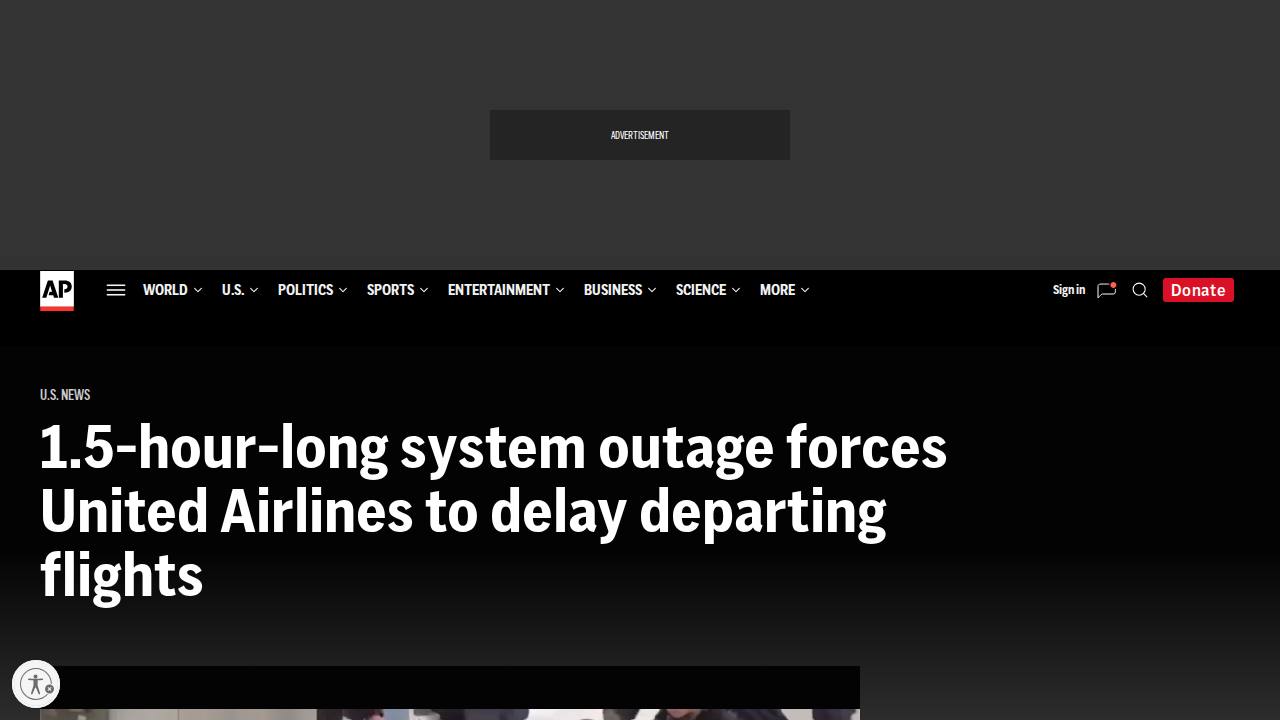 ADVERTISEMENT
AP WORLD U.S. POLITICS SPORTS ENTERTAINMENT BUSINESS SCIENCE MORE Sign in Donate
U.S. NEWS
1.5-hour-long system outage forces
United Airlines to delay departing
flights